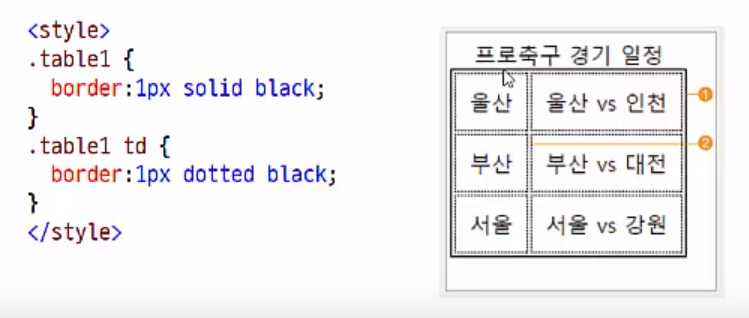 <style>
.table1 {
border:1px solid black;
}
.table1 td {
border:1px dotted black;
}
</style>
프로축구 경기 일정
울산 울산 vs 인천
1
2
부산 부산 vs 대전
서울 서울 vs 강원